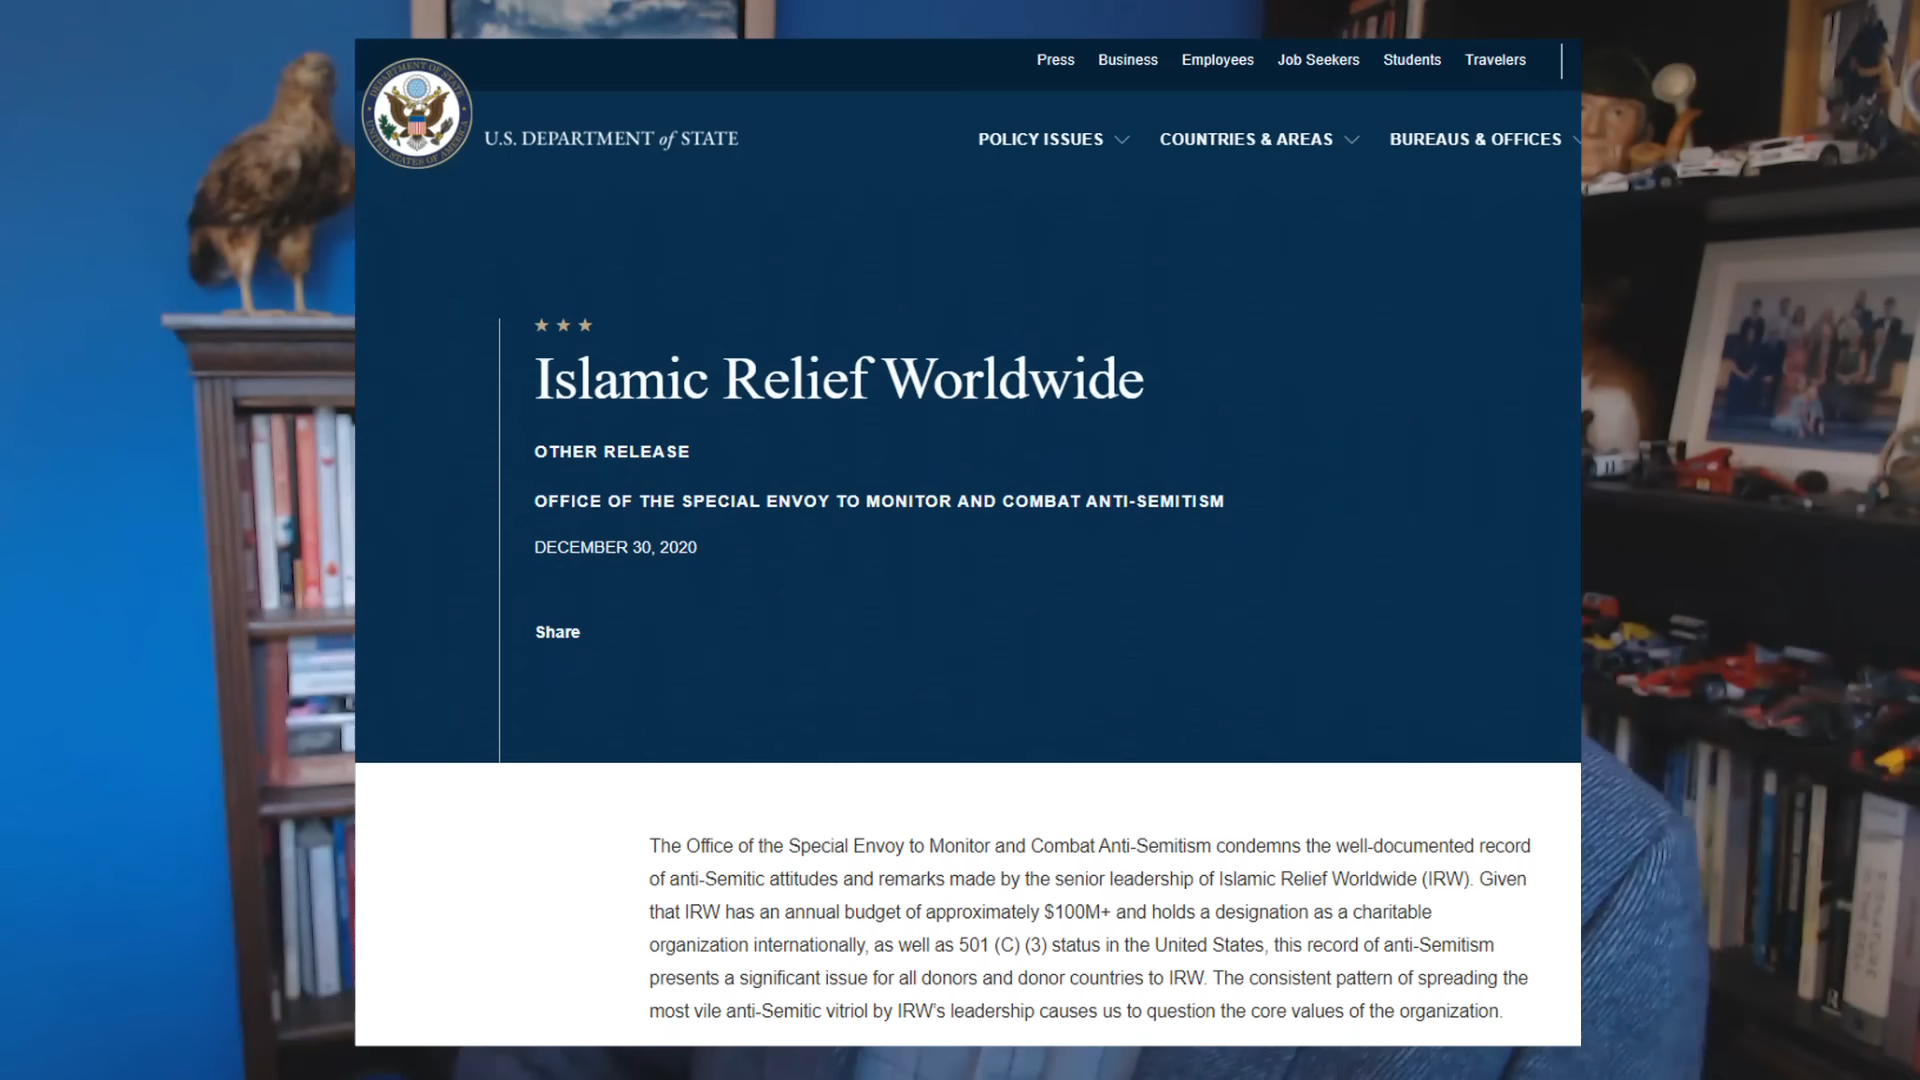 Press Business Employees Job Seekers Students Travelers
DEPARTMENT OF STATE
UNITED STATES OF AMERICA
U.S. DEPARTMENT of STATE
POLICY ISSUES COUNTRIES & AREAS BUREAUS & OFFICES
Islamic Relief Worldwide
OTHER RELEASE
OFFICE OF THE SPECIAL ENVOY TO MONITOR AND COMBAT ANTI-SEMITISM
DECEMBER 30, 2020
Share
The Office of the Special Envoy to Monitor and Combat Anti-Semitism condemns the well-documented record
of anti-Semitic attitudes and remarks made by the senior leadership of Islamic Relief Worldwide (IRW). Given
that IRW has an annual budget of approximately $100M+ and holds a designation as a charitable
organization internationally, as well as 501 (C) (3) status in the United States, this record of anti-Semitism
presents a significant issue for all donors and donor countries to IRW. The consistent pattern of spreading the
most vile anti-Semitic vitriol by IRW's leadership causes us to question the core values of the organization.